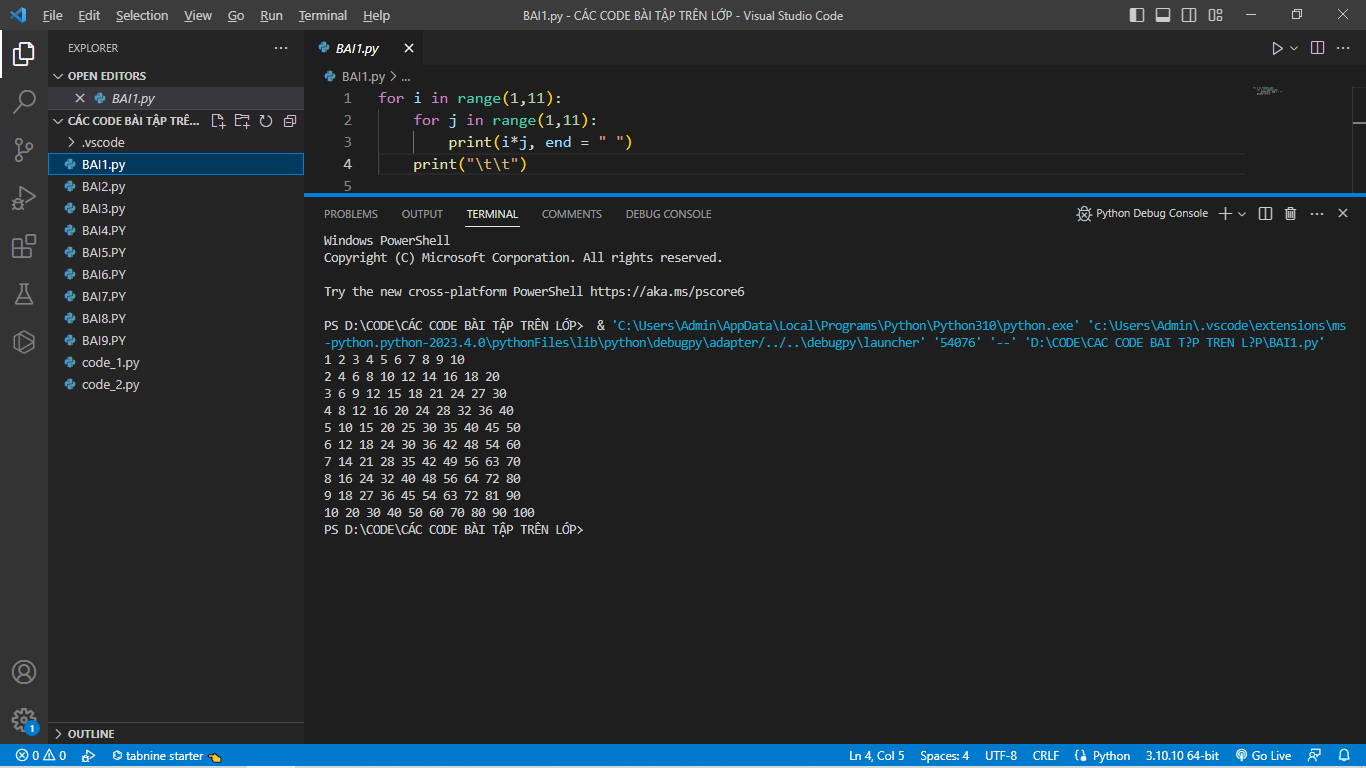 File Edit Selection View Go Run Terminal Help BAI1.py - CÁC CODE BÀI TẬP TRÊN LỚP - Visual Studio Code
EXPLORER
OPEN EDITORS
BAI1.py
CÁC CODE BÀI TẬP TRÊ...
.vscode
BAI1.py
BAI2.py
BAI3.py
BAI4.PY
BAI5.PY
BAI6.PY
BAI7.PY
BAI8.PY
BAI9.PY
code_1.py
code_2.py
OUTLINE
BAI1.py
BAI1.py > ...
1 for i in range(1,11):
2 for j in range(1,11):
3 print(i*j, end = " ")
4 print("\t\t")
5
PROBLEMS OUTPUT TERMINAL COMMENTS DEBUG CONSOLE Python Debug Console
Windows PowerShell
Copyright (C) Microsoft Corporation. All rights reserved.
Try the new cross-platform PowerShell https://aka.ms/pscore6
PS D:\CODE\CÁC CODE BÀI TẬP TRÊN LỚP>  & 'C:\Users\Admin\AppData\Local\Programs\Python\Python310\python.exe' 'c:\Users\Admin\.vscode\extensions\ms
-python.python-2023.4.0\pythonFiles\lib\python\debugpy\adapter/../..\debugpy\launcher' '54076' '--' 'D:\CODE\CAC CODE BAI T?P TREN L?P\BAI1.py'
1 2 3 4 5 6 7 8 9 10
2 4 6 8 10 12 14 16 18 20
3 6 9 12 15 18 21 24 27 30
4 8 12 16 20 24 28 32 36 40
5 10 15 20 25 30 35 40 45 50
6 12 18 24 30 36 42 48 54 60
7 14 21 28 35 42 49 56 63 70
8 16 24 32 40 48 56 64 72 80
9 18 27 36 45 54 63 72 81 90
10 20 30 40 50 60 70 80 90 100
PS D:\CODE\CÁC CODE BÀI TẬP TRÊN LỚP>
1
0 0 tabnine starter Ln 4, Col 5 Spaces: 4 UTF-8 CRLF Python 3.10.10 64-bit Go Live